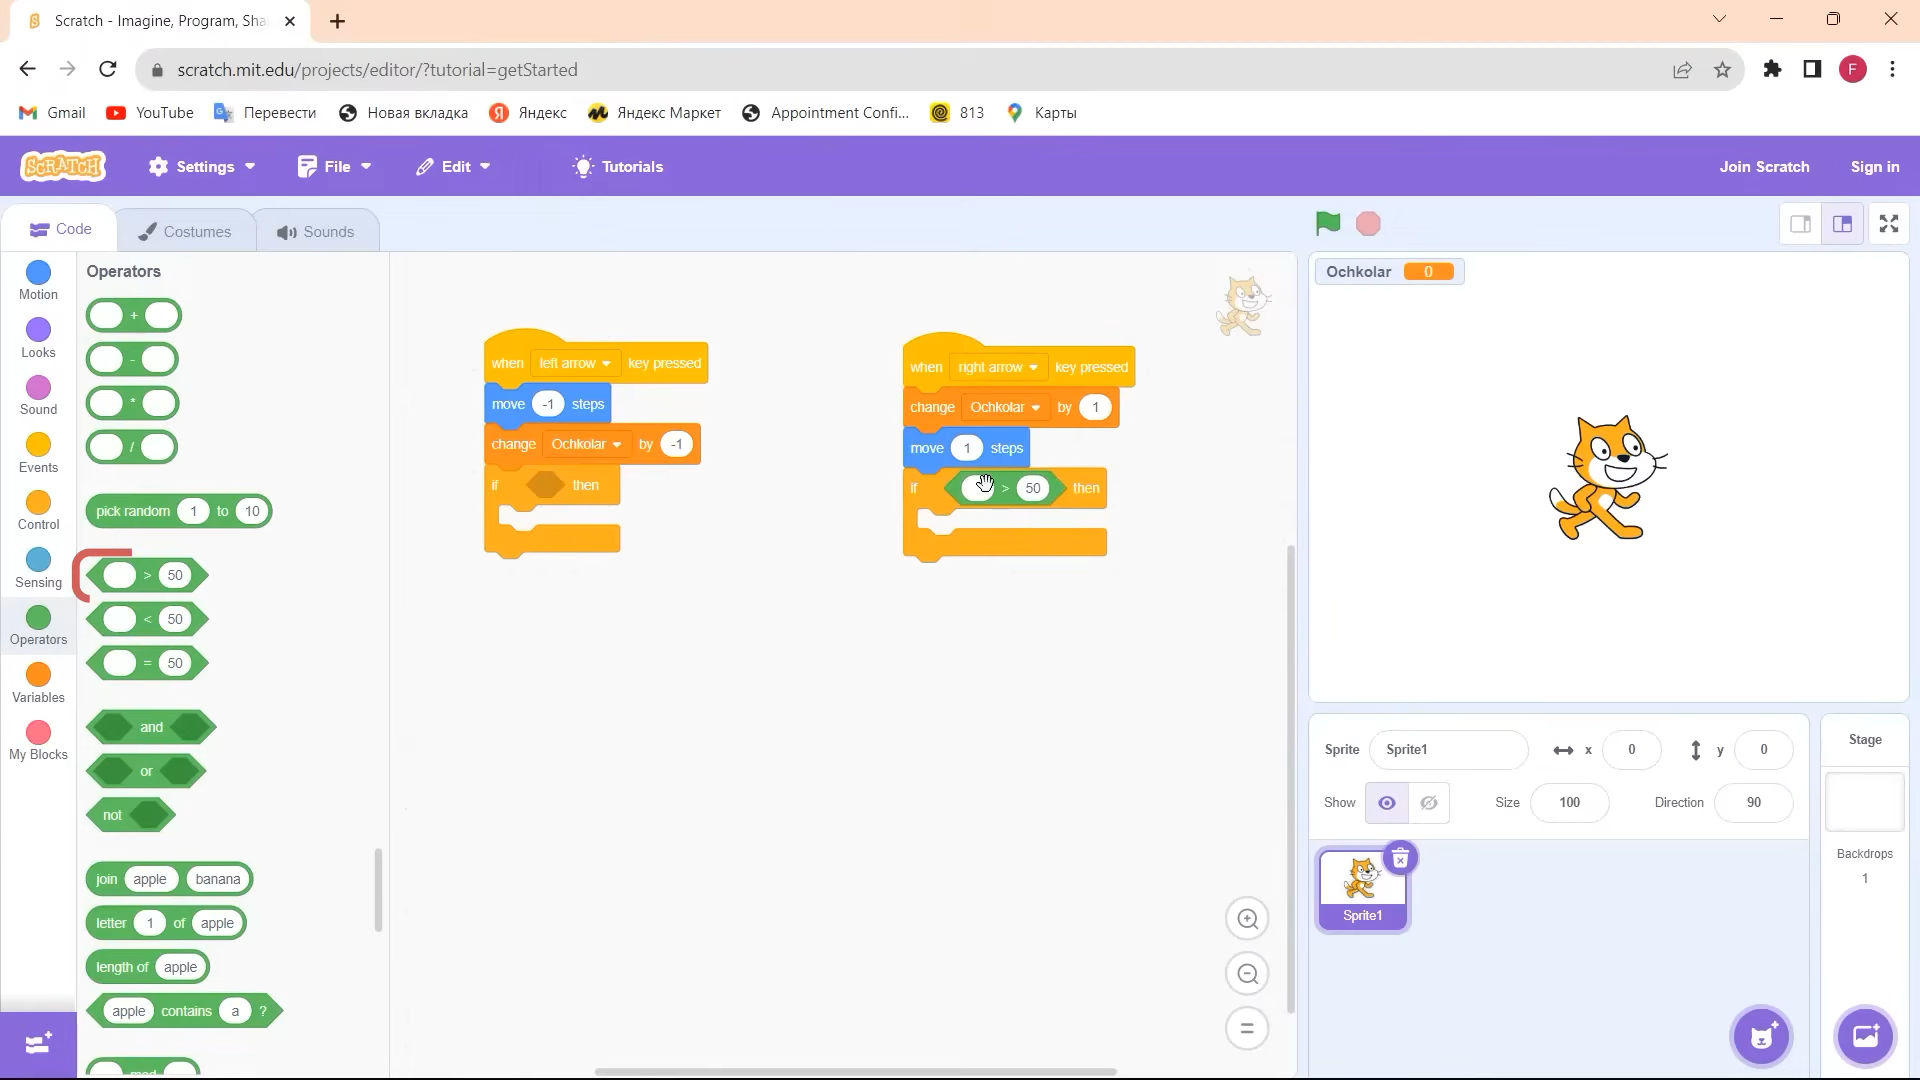 Scratch - Imagine, Program, Sha
scratch.mit.edu/projects/editor/?tutorial=getStarted
F
Gmail YouTube Перевести Новая вкладка Яндекс Яндекс Маркет Appointment Confi... 813 Карты
SCRATCH Settings File Edit Tutorials Join Scratch Sign in
Code Costumes Sounds
Motion
Looks
Sound
Events
Control
Sensing
Operators
Variables
My Blocks
Operators
+
-
*
/
pick random 1 to 10
> 50
< 50
= 50
and
or
not
join apple banana
letter 1 of apple
length of apple
apple contains a ?
when left arrow key pressed
move -1 steps
change Ochkolar by -1
if then
when right arrow key pressed
change Ochkolar by 1
move 1 steps
if > 50 then
Ochkolar 0
Sprite Sprite1 x 0 y 0
Show Size 100 Direction 90
Sprite1
Stage
Backdrops
1